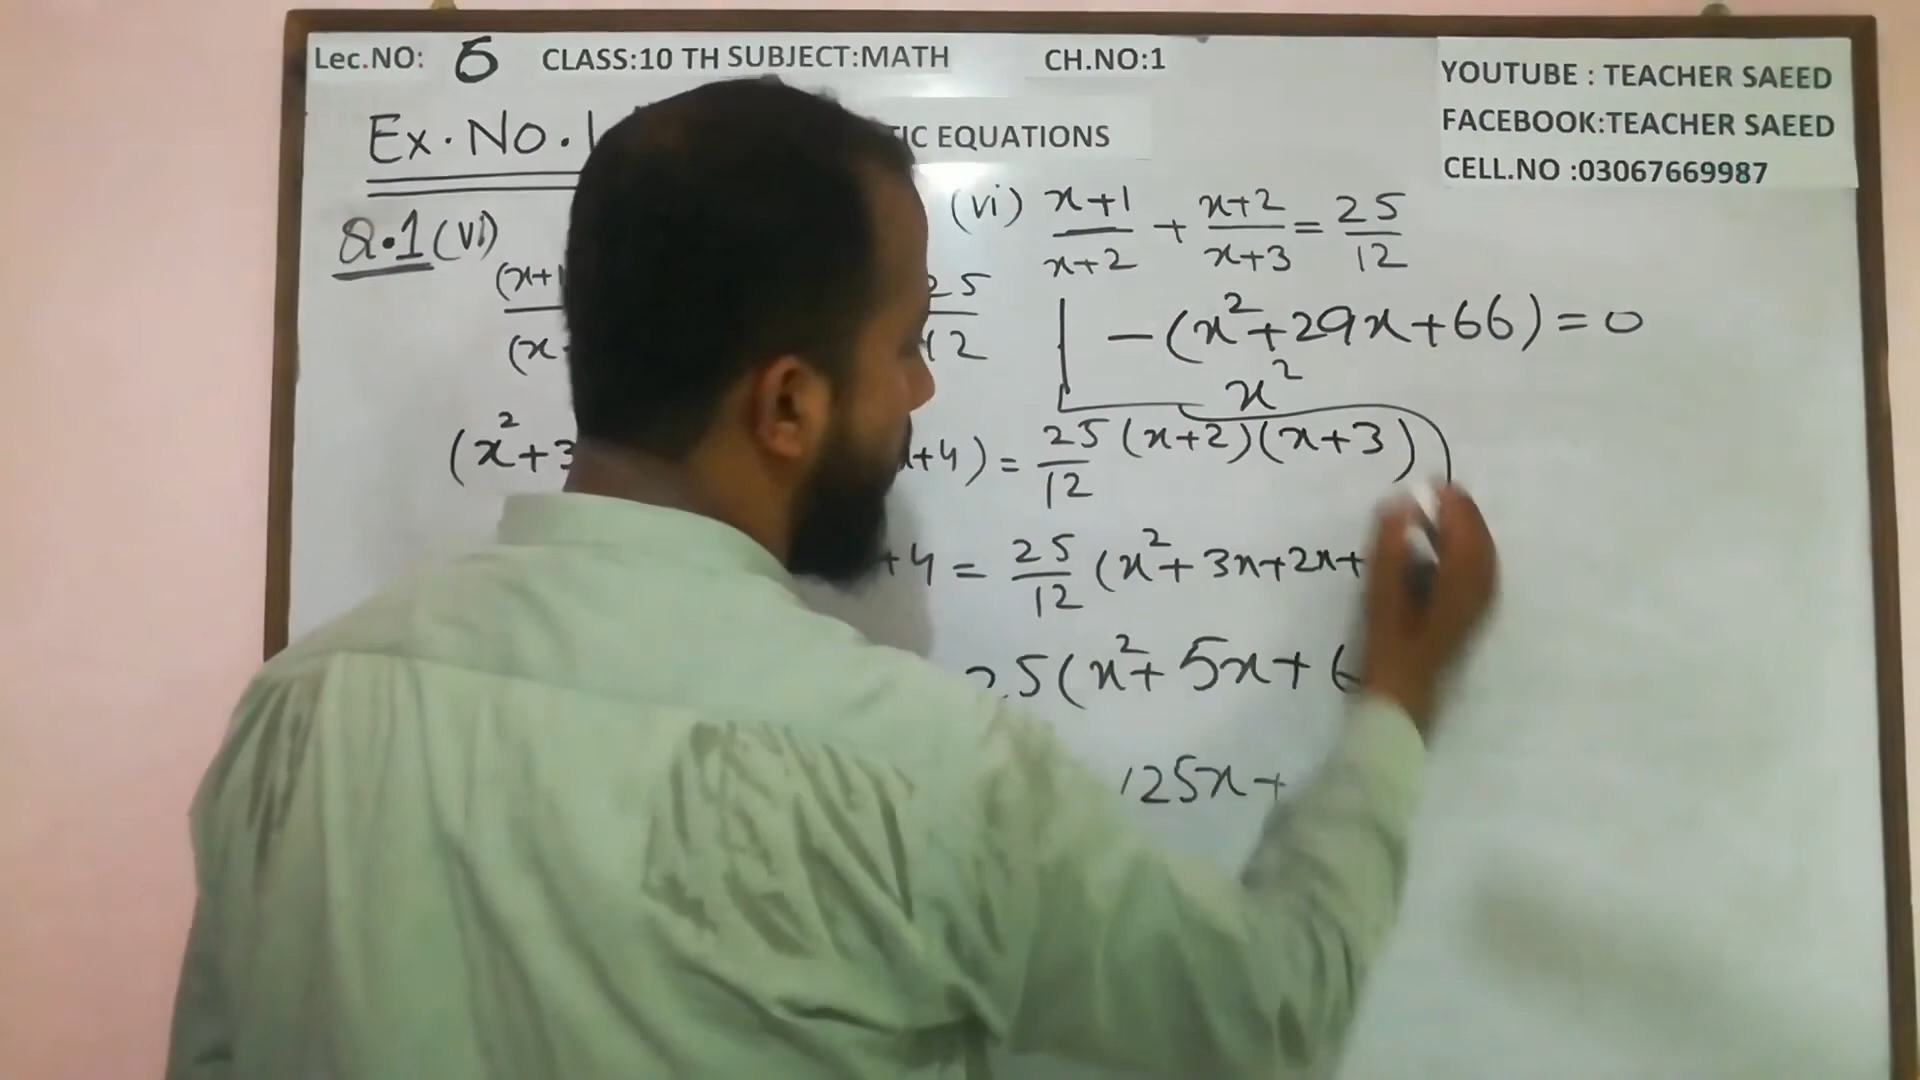 Lec.NO: 5 CLASS:10 TH SUBJECT:MATH CH.NO:1
YOUTUBE : TEACHER SAEED
FACEBOOK:TEACHER SAEED
CELL.NO :03067669987
Ex.No.1
EQUATIONS
Q.1(vi)
(vi) x+1/x+2 + x+2/x+3 = 25/12
(x+1
25
(x
12
-(x²+29x+66)=0
x²
(x²+3
+4) = 25/12 (x+2)(x+3)
+4 = 25/12 (x²+3x+2x+
25(x²+5x+6
125x+